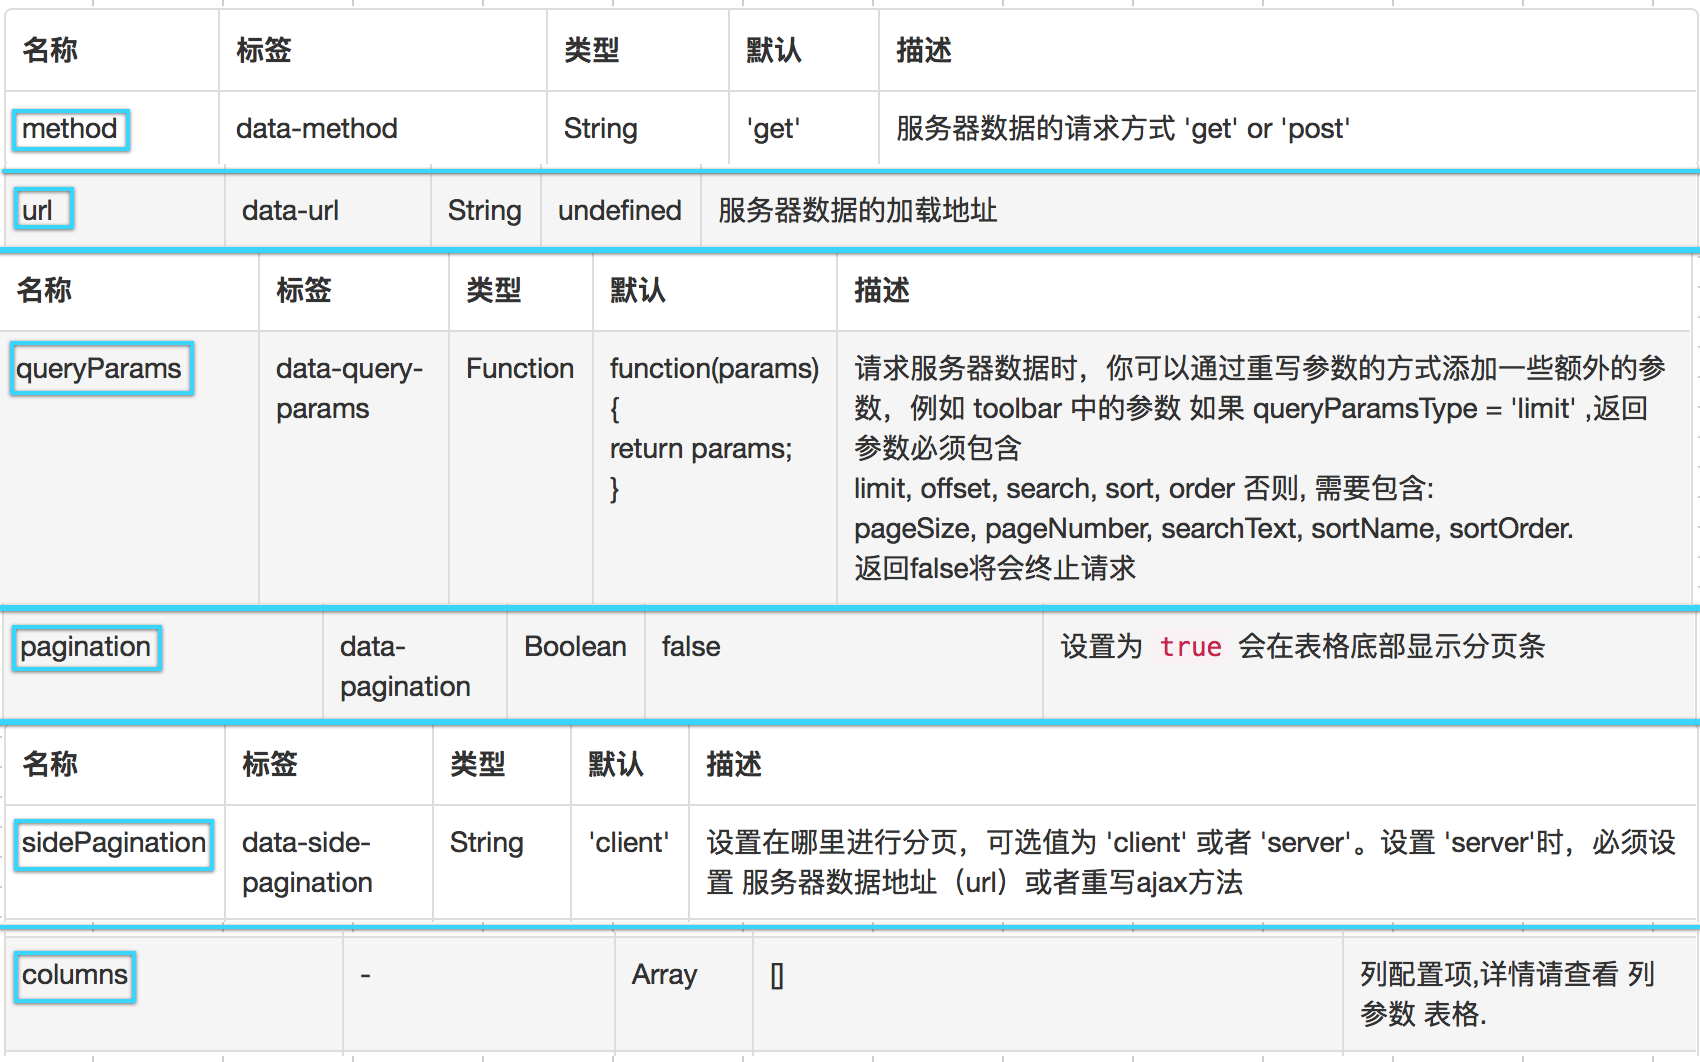 名称 标签 类型 默认 描述
method data-method String 'get' 服务器数据的请求方式 'get' or 'post'
url data-url String undefined 服务器数据的加载地址
名称 标签 类型 默认 描述
queryParams data-query- Function function(params) 请求服务器数据时，你可以通过重写参数的方式添加一些额外的参
params { 数，例如 toolbar 中的参数 如果 queryParamsType = 'limit' ,返回
return params; 参数必须包含
} limit, offset, search, sort, order 否则, 需要包含:
pageSize, pageNumber, searchText, sortName, sortOrder.
返回false将会终止请求
pagination data- Boolean false 设置为 true 会在表格底部显示分页条
pagination
名称 标签 类型 默认 描述
sidePagination data-side- String 'client' 设置在哪里进行分页，可选值为 'client' 或者 'server'。设置 'server'时，必须设
pagination 置 服务器数据地址（url）或者重写ajax方法
columns - Array [] 列配置项,详情请查看 列
参数 表格.